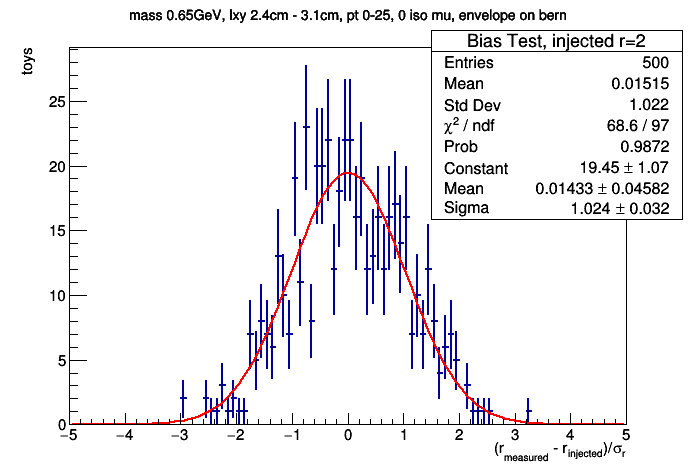 mass 0.65GeV, lxy 2.4cm - 3.1cm, pt 0-25, 0 iso mu, envelope on bern
toys
Bias Test, injected r=2
Entries 500
Mean 0.01515
Std Dev 1.022
χ² / ndf 68.6 / 97
Prob 0.9872
Constant 19.45 ± 1.07
Mean 0.01433 ± 0.04582
Sigma 1.024 ± 0.032
25
20
15
10
5
0
−5 −4 −3 −2 −1 0 1 2 3 4 5
(r_measured - r_injected)/σ_r